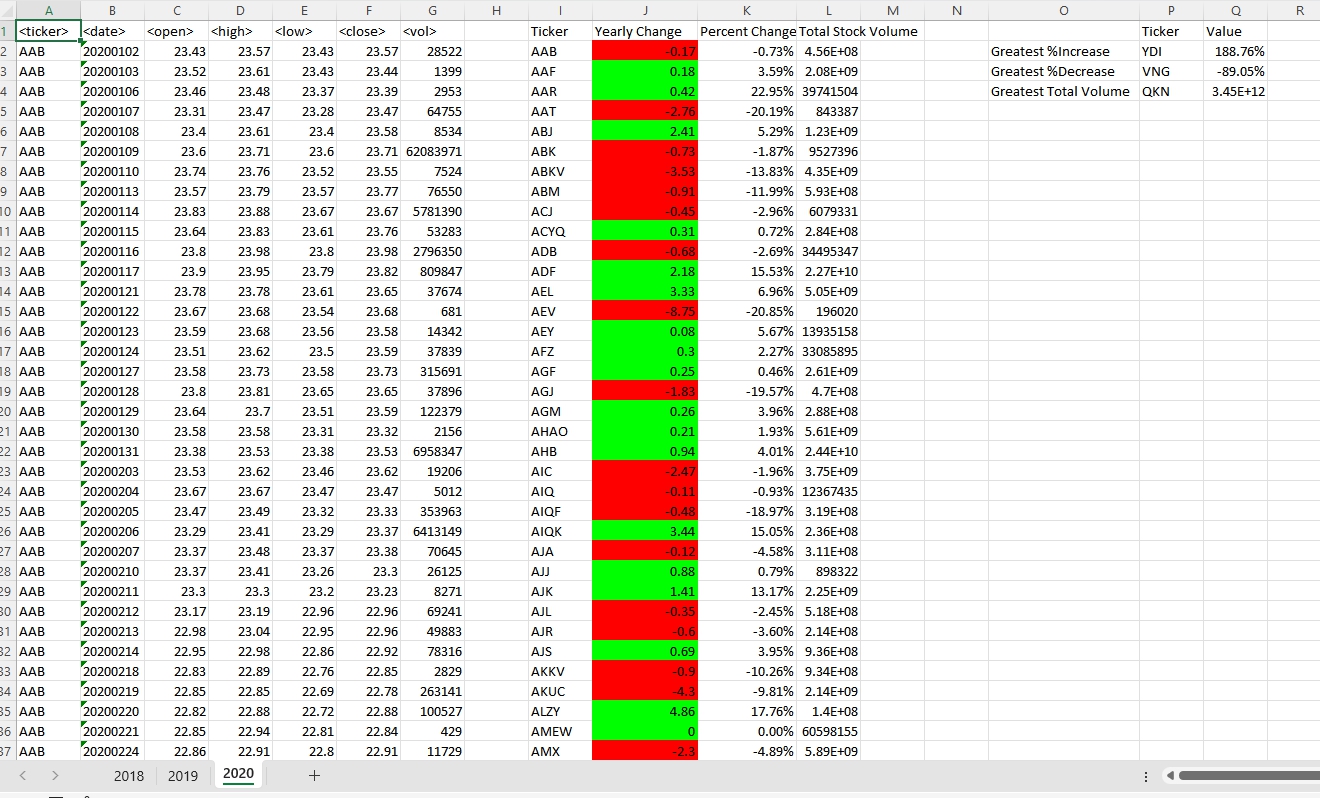 A B C D E F G H I J K L M N O P Q R
1 <ticker> <date> <open> <high> <low> <close> <vol> Ticker Yearly Change Percent Change Total Stock Volume Ticker Value
2 AAB 20200102 23.43 23.57 23.43 23.57 28522 AAB -0.17 -0.73% 4.56E+08 Greatest %Increase YDI 188.76%
3 AAB 20200103 23.52 23.61 23.43 23.44 1399 AAF 0.18 3.59% 2.08E+09 Greatest %Decrease VNG -89.05%
4 AAB 20200106 23.46 23.48 23.37 23.39 2953 AAR 0.42 22.95% 39741504 Greatest Total Volume QKN 3.45E+12
5 AAB 20200107 23.31 23.47 23.28 23.47 64755 AAT -2.76 -20.19% 843387
6 AAB 20200108 23.4 23.61 23.4 23.58 8534 ABJ 2.41 5.29% 1.23E+09
7 AAB 20200109 23.6 23.71 23.6 23.71 62083971 ABK -0.73 -1.87% 9527396
8 AAB 20200110 23.74 23.76 23.52 23.55 7524 ABKV -3.53 -13.83% 4.35E+09
9 AAB 20200113 23.57 23.79 23.57 23.77 76550 ABM -0.91 -11.99% 5.93E+08
10 AAB 20200114 23.83 23.88 23.67 23.67 5781390 ACJ -0.45 -2.96% 6079331
11 AAB 20200115 23.64 23.83 23.61 23.76 53283 ACYQ 0.31 0.72% 2.84E+08
12 AAB 20200116 23.8 23.98 23.8 23.98 2796350 ADB -0.68 -2.69% 34495347
13 AAB 20200117 23.9 23.95 23.79 23.82 809847 ADF 2.18 15.53% 2.27E+10
14 AAB 20200121 23.78 23.78 23.61 23.65 37674 AEL 3.33 6.96% 5.05E+09
15 AAB 20200122 23.67 23.68 23.54 23.68 681 AEV -8.75 -20.85% 196020
16 AAB 20200123 23.59 23.68 23.56 23.58 14342 AEY 0.08 5.67% 13935158
17 AAB 20200124 23.51 23.62 23.5 23.59 37839 AFZ 0.3 2.27% 33085895
18 AAB 20200127 23.58 23.73 23.58 23.73 315691 AGF 0.25 0.46% 2.61E+09
19 AAB 20200128 23.8 23.81 23.65 23.65 37896 AGJ -1.83 -19.57% 4.7E+08
20 AAB 20200129 23.64 23.7 23.51 23.59 122379 AGM 0.26 3.96% 2.88E+08
21 AAB 20200130 23.58 23.58 23.31 23.32 2156 AHAO 0.21 1.93% 5.61E+09
22 AAB 20200131 23.38 23.53 23.38 23.53 6958347 AHB 0.94 4.01% 2.44E+10
23 AAB 20200203 23.53 23.62 23.46 23.62 19206 AIC -2.47 -1.96% 3.75E+09
24 AAB 20200204 23.67 23.67 23.47 23.47 5012 AIQ -0.11 -0.93% 12367435
25 AAB 20200205 23.47 23.49 23.32 23.33 353963 AIQF -0.48 -18.97% 3.19E+08
26 AAB 20200206 23.29 23.41 23.29 23.37 6413149 AIQK 3.44 15.05% 2.36E+08
27 AAB 20200207 23.37 23.48 23.37 23.38 70645 AJA -0.12 -4.58% 3.11E+08
28 AAB 20200210 23.37 23.41 23.26 23.3 26125 AJJ 0.88 0.79% 898322
29 AAB 20200211 23.3 23.3 23.2 23.23 8271 AJK 1.41 13.17% 2.25E+09
30 AAB 20200212 23.17 23.19 22.96 22.96 69241 AJL -0.35 -2.45% 5.18E+08
31 AAB 20200213 22.98 23.04 22.95 22.96 49883 AJR -0.6 -3.60% 2.14E+08
32 AAB 20200214 22.95 22.98 22.86 22.92 78316 AJS 0.69 3.95% 9.36E+08
33 AAB 20200218 22.83 22.89 22.76 22.85 2829 AKKV -0.9 -10.26% 9.34E+08
34 AAB 20200219 22.85 22.85 22.69 22.78 263141 AKUC -4.3 -9.81% 2.14E+09
35 AAB 20200220 22.82 22.88 22.72 22.88 100527 ALZY 4.86 17.76% 1.4E+08
36 AAB 20200221 22.85 22.94 22.81 22.84 429 AMEW 0 0.00% 60598155
37 AAB 20200224 22.86 22.91 22.8 22.91 11729 AMX -2.3 -4.89% 5.89E+09
2018 2019 2020